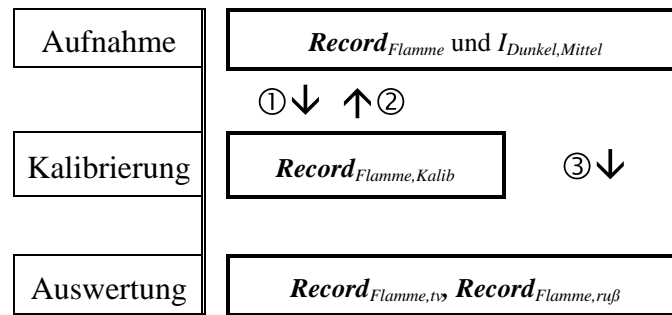 Aufnahme
Record_Flamme und I_Dunkel,Mittel
① ↓ ↑ ②
Kalibrierung
Record_Flamme,Kalib
③ ↓
Auswertung
Record_Flamme,tv, Record_Flamme,ruß